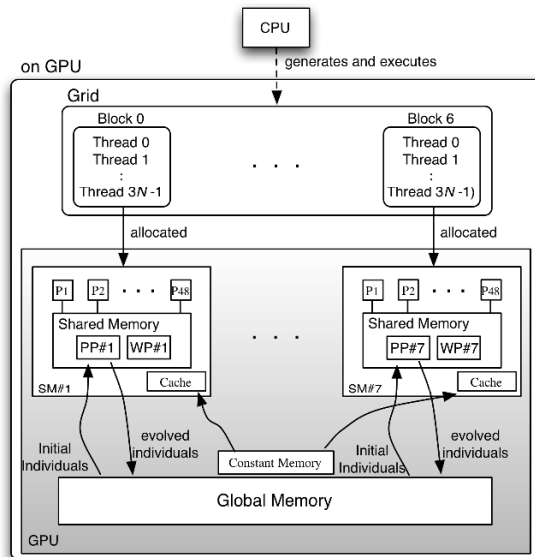 CPU
generates and executes
on GPU
Grid
Block 0
Thread 0
Thread 1
:
Thread 3N -1
. . .
Block 6
Thread 0
Thread 1
:
Thread 3N -1)
allocated
allocated
P1
P2
. . .
P48
Shared Memory
PP#1
WP#1
Cache
SM#1
. . .
P1
P2
. . .
P48
Shared Memory
PP#7
WP#7
Cache
SM#7
Initial
Individuals
evolved
individuals
Constant Memory
Initial
Individuals
evolved
individuals
Global Memory
GPU